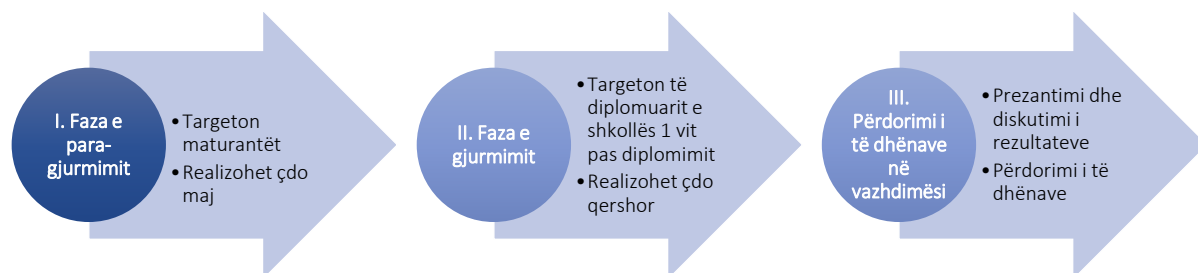 I. Faza e
para-
gjurmimit
• Targeton
maturantët
• Realizohet çdo
maj
II. Faza e
gjurmimit
• Targeton të
diplomuarit e
shkollës 1 vit
pas diplomimit
• Realizohet çdo
qershor
III.
Përdorimi i
të dhënave
në
vazhdimësi
• Prezantimi dhe
diskutimi i
rezultateve
• Përdorimi i të
dhënave